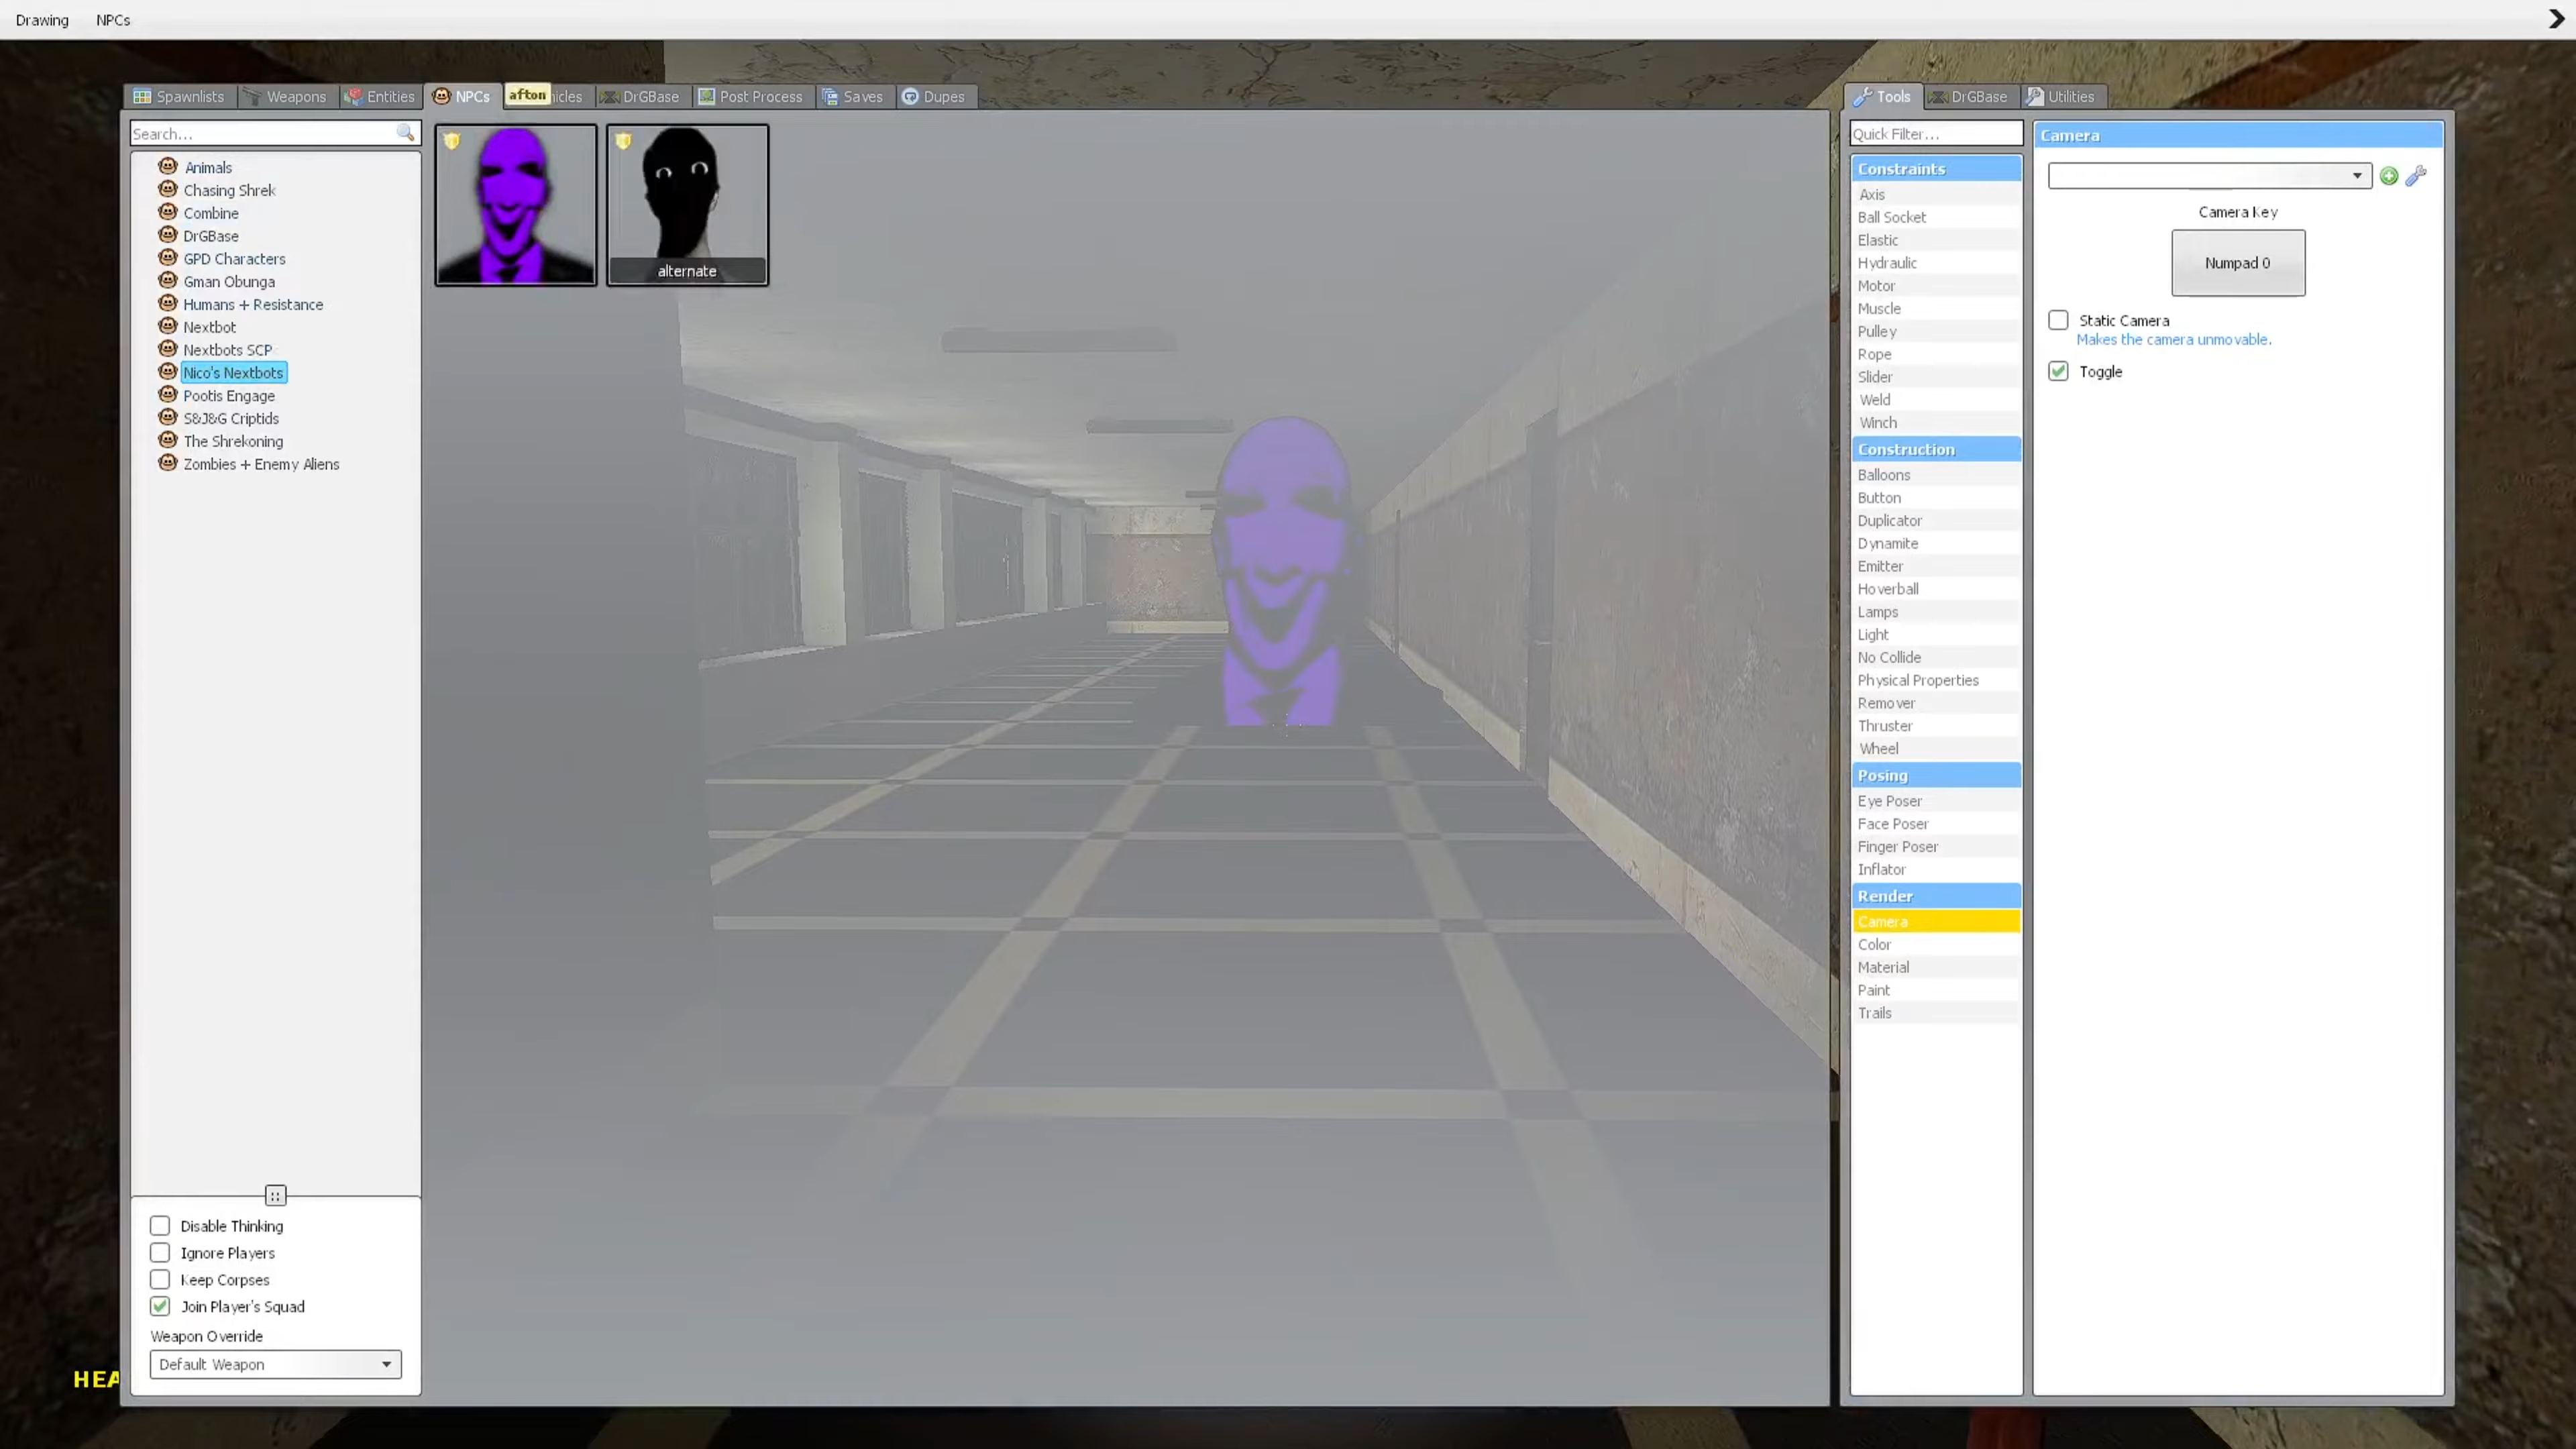 Drawing NPCs
Spawnlists Weapons Entities NPCs afton icles DrGBase Post Process Saves Dupes
Search...
Animals
Chasing Shrek
Combine
DrGBase
GPD Characters
Gman Obunga
Humans + Resistance
Nextbot
Nextbots SCP
Nico's Nextbots
Pootis Engage
S&J&G Criptids
The Shrekoning
Zombies + Enemy Aliens
alternate
Disable Thinking
Ignore Players
Keep Corpses
Join Player's Squad
Weapon Override
Default Weapon
HEA
Tools DrGBase Utilities
Quick Filter...
Constraints
Axis
Ball Socket
Elastic
Hydraulic
Motor
Muscle
Pulley
Rope
Slider
Weld
Winch
Construction
Balloons
Button
Duplicator
Dynamite
Emitter
Hoverball
Lamps
Light
No Collide
Physical Properties
Remover
Thruster
Wheel
Posing
Eye Poser
Face Poser
Finger Poser
Inflator
Render
Camera
Color
Material
Paint
Trails
Camera
Camera Key
Numpad 0
Static Camera
Makes the camera unmovable.
Toggle